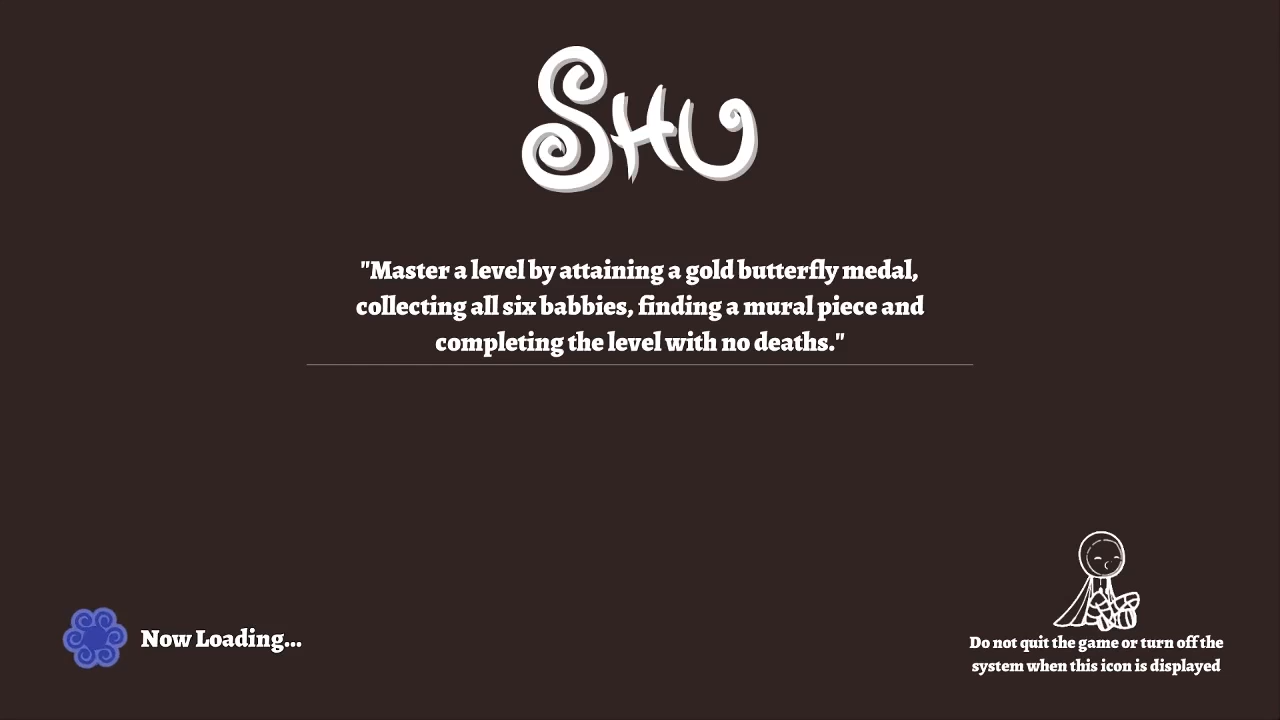 SHU
"Master a level by attaining a gold butterfly medal,
collecting all six babbies, finding a mural piece and
completing the level with no deaths."
Now Loading...
Do not quit the game or turn off the
system when this icon is displayed